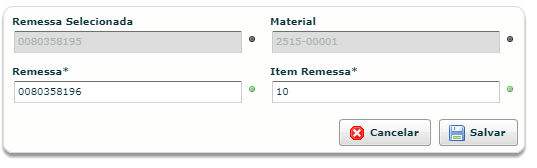 Remessa Selecionada Material
0080358195 2515-00001
Remessa* Item Remessa*
0080358196 10
Cancelar Salvar